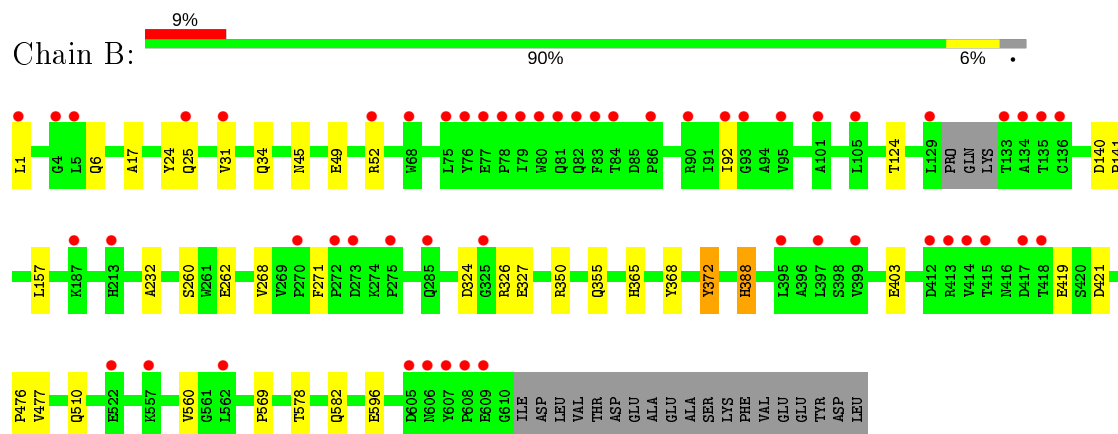 9%
Chain B:
90% 6% •
L1 G4 L5 Q6 A17 Y24 Q25 V31 Q34 N45 E49 R52 W68 L75 Y76 E77 P78 I79 W80 Q81 Q82 F83 T84 D85 P86 R90 I91 I92 G93 A94 V95 A101 L105 T124 L129 PRO GLN LYS T133 A134 T135 C136 D140
L157 K187 H213 A232 S260 W261 E262 V268 V269 P270 F271 P272 D273 K274 P275 Q285 D324 G325 R326 E327 R350 Q355 H365 Y368 Y372 H388 L395 A396 L397 S398 V399 E403 D412 R413 V414 T415 N416 D417 T418 E419 S420 D421
P476 V477 Q510 E522 K557 V560 G561 L562 P569 T578 Q582 E596 D605 N606 Y607 P608 E609 G610 ILE ASP LEU VAL THR ASP GLU ALA GLU GLU ALA SER LYS PHE VAL GLU GLU TYR ASP LEU